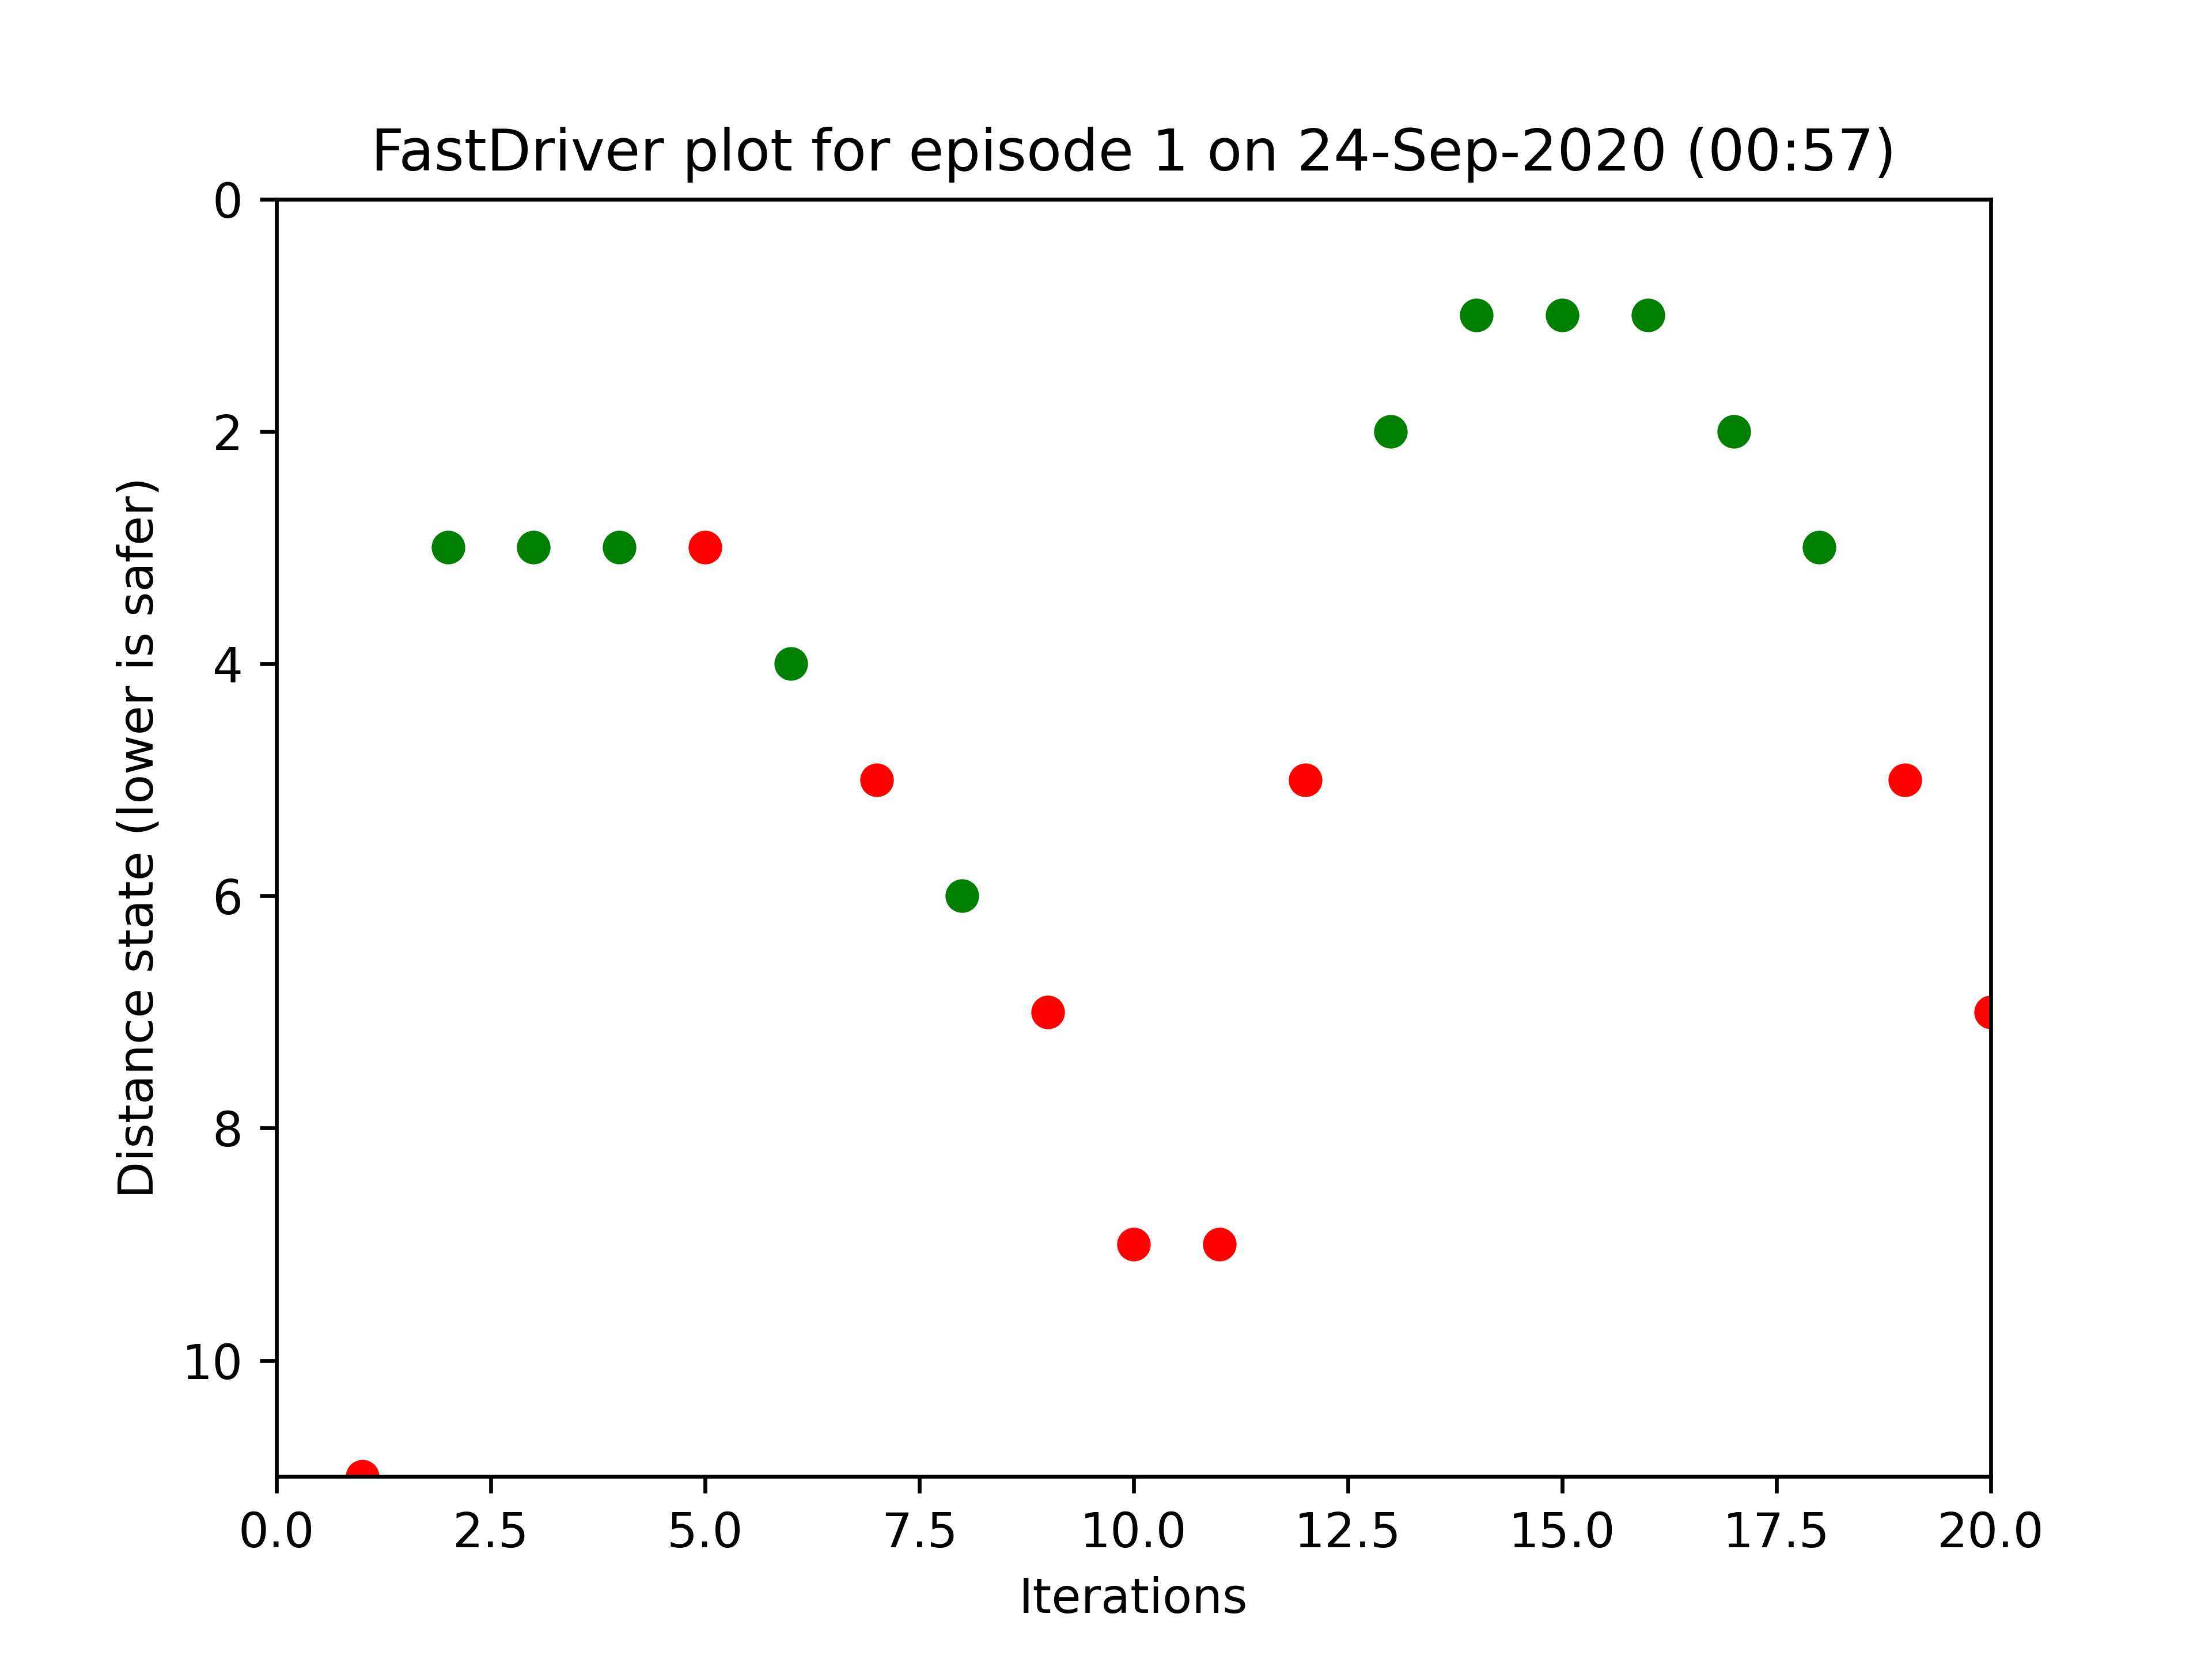 FastDriver plot for episode 1 on 24-Sep-2020 (00:57)
Distance state (lower is safer)
0
2
4
6
8
10
0.0 2.5 5.0 7.5 10.0 12.5 15.0 17.5 20.0
Iterations